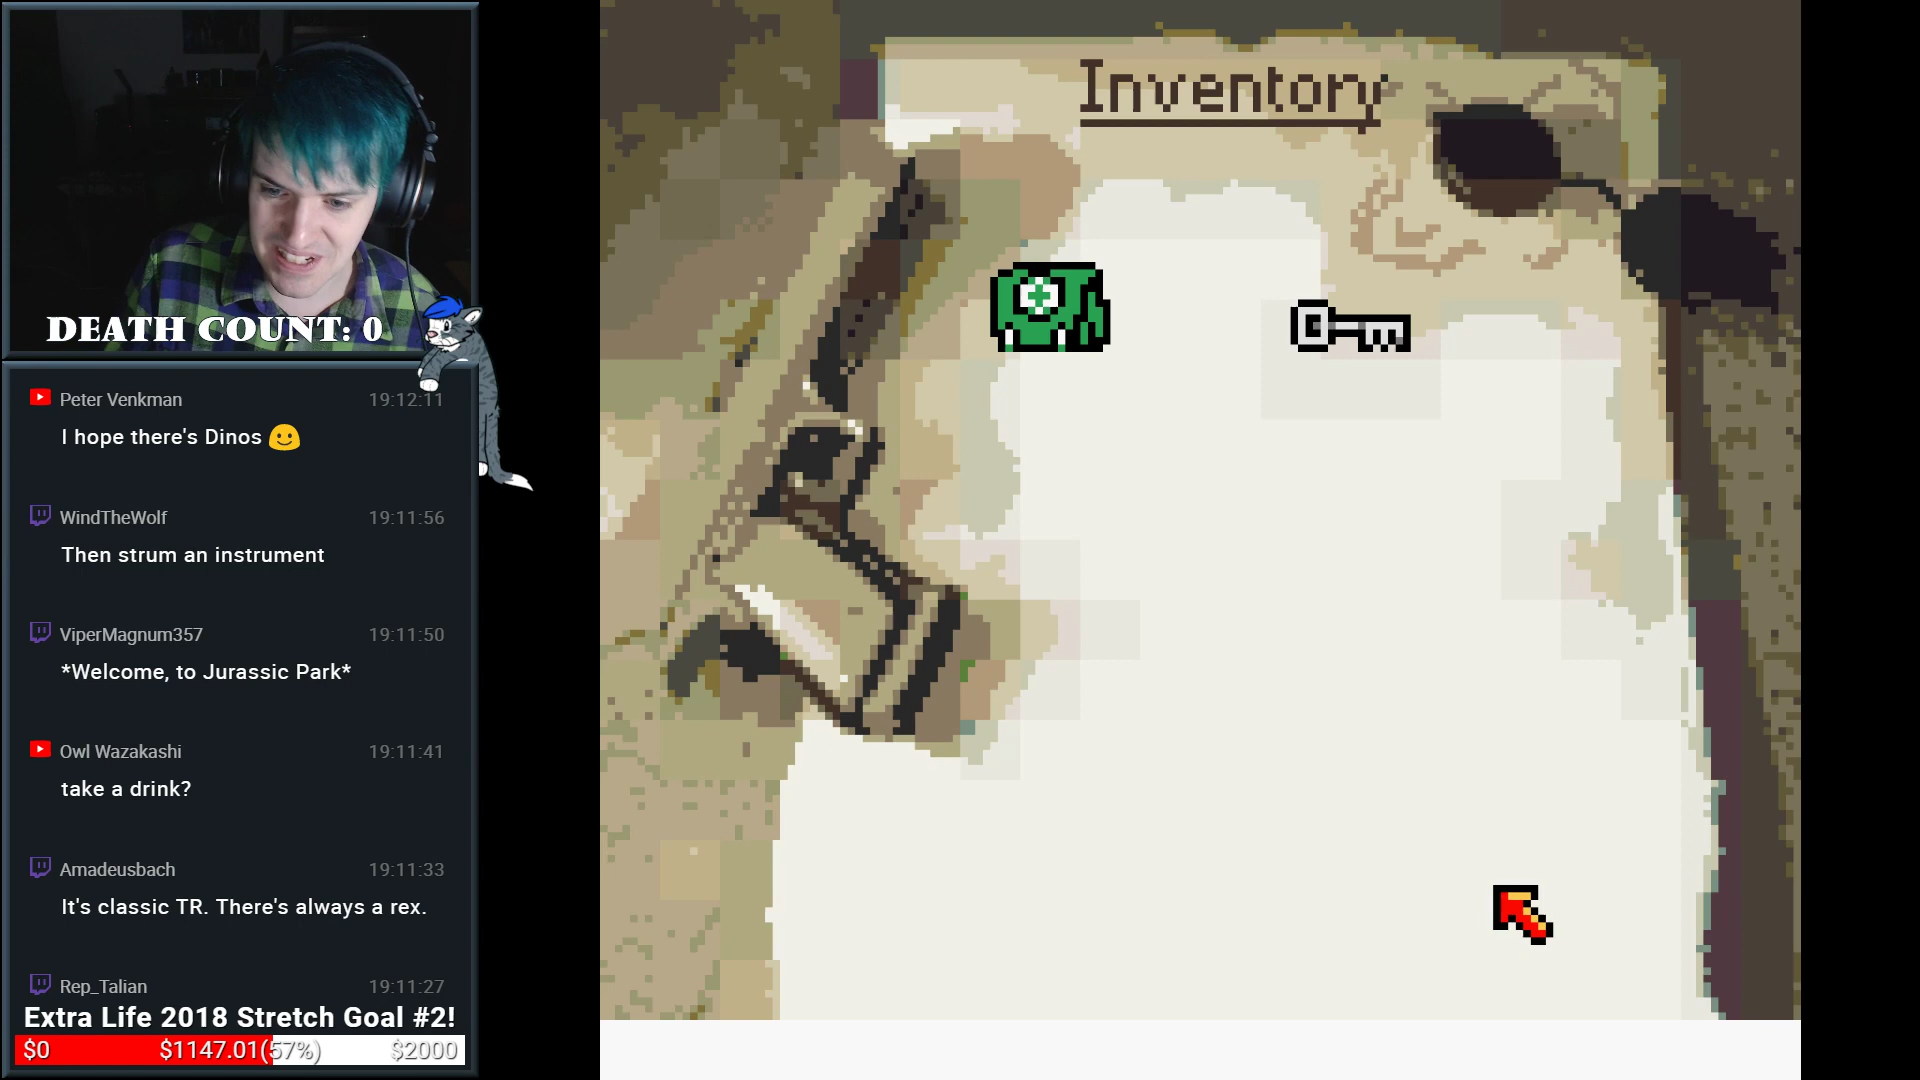 Inventory
DEATH COUNT: 0
Peter Venkman 19:12:11
I hope there's Dinos
WindTheWolf 19:11:56
Then strum an instrument
ViperMagnum357 19:11:50
*Welcome, to Jurassic Park*
Owl Wazakashi 19:11:41
take a drink?
Amadeusbach 19:11:33
It's classic TR. There's always a rex.
Rep_Talian 19:11:27
Extra Life 2018 Stretch Goal #2!
$0 $1147.01(57%) $2000